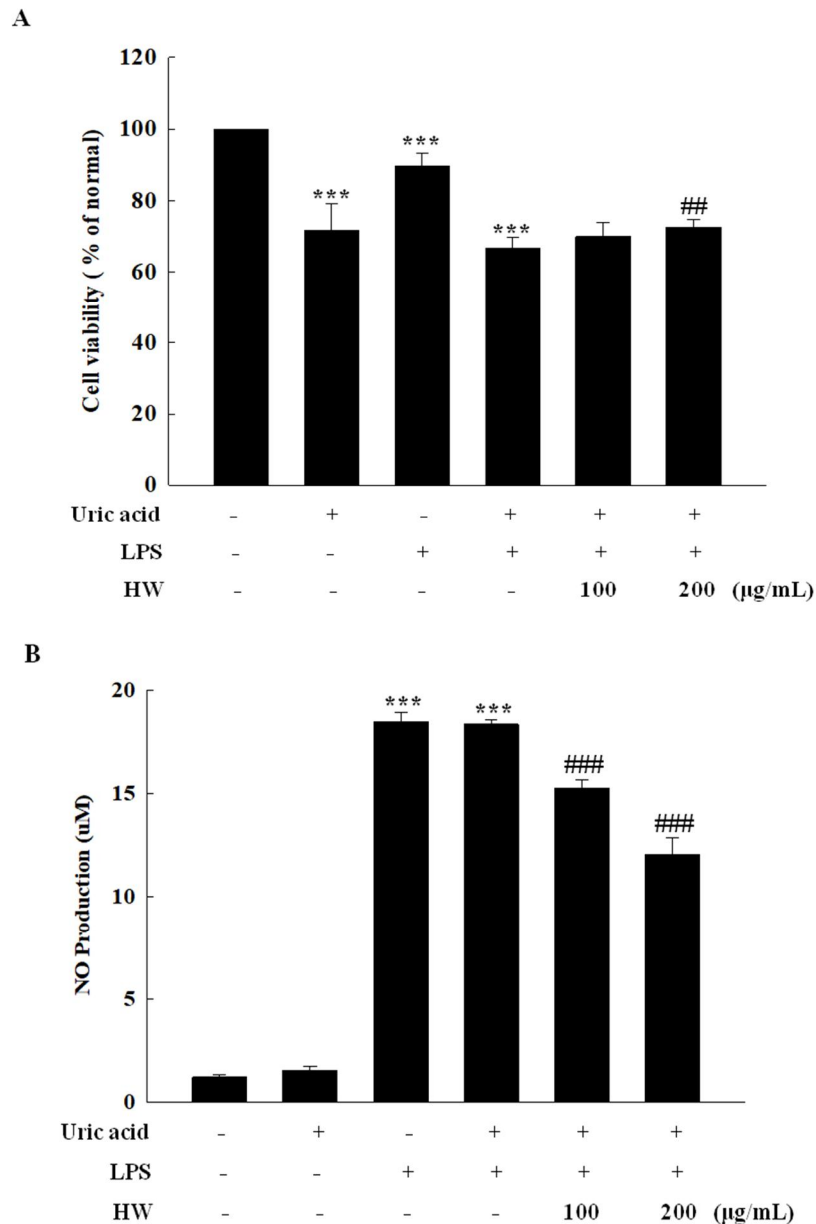 A
120
100
80
60
40
20
0
Cell viability ( % of normal)
***
***
***
##
Uric acid - + - + + +
LPS - - + + + +
HW - - - - 100 200 (µg/mL)
B
20
15
10
5
0
NO Production (uM)
***
***
###
###
Uric acid - + - + + +
LPS - - + + + +
HW - - - - 100 200 (µg/mL)